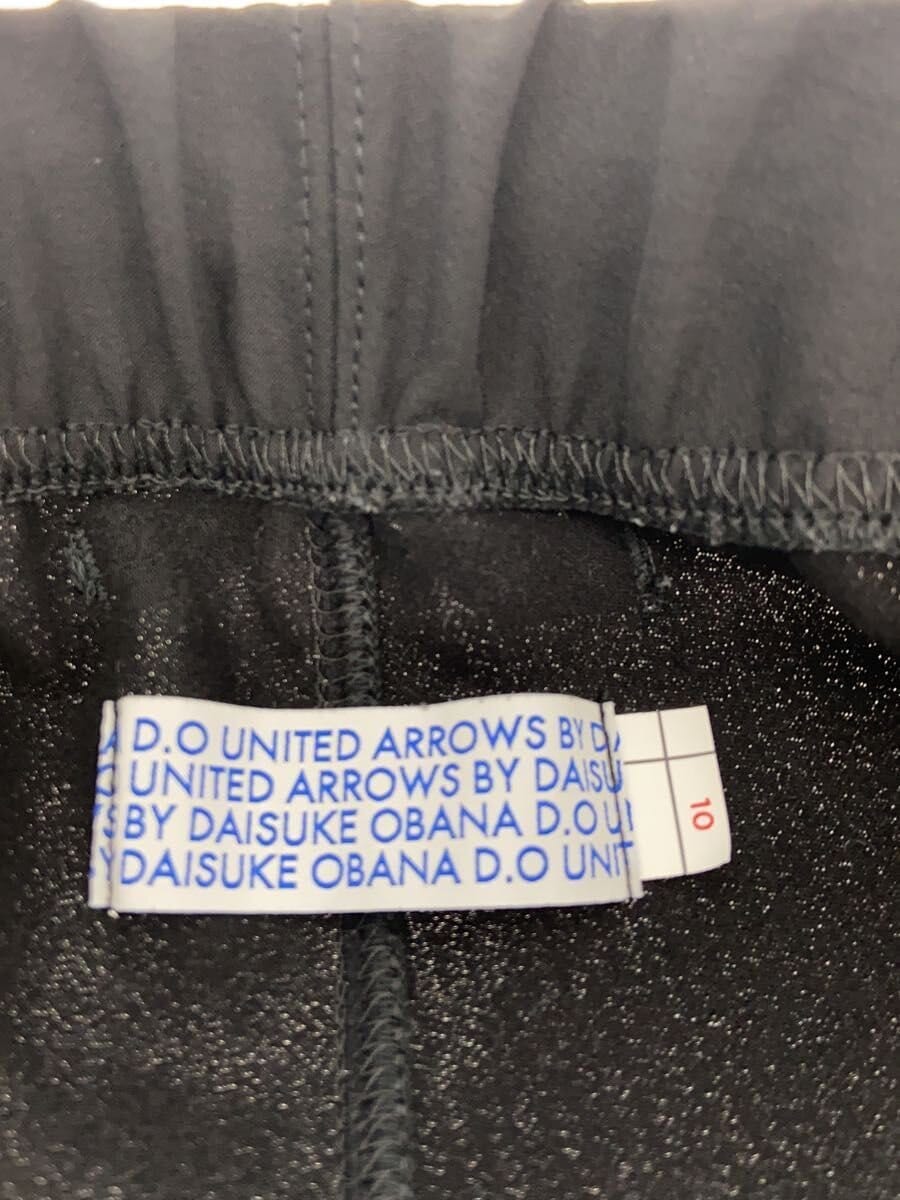 D.O UNITED ARROWS BY DA
UNITED ARROWS BY DAISU
S BY DAISUKE OBANA D.O U
Y DAISUKE OBANA D.O UNIT
10